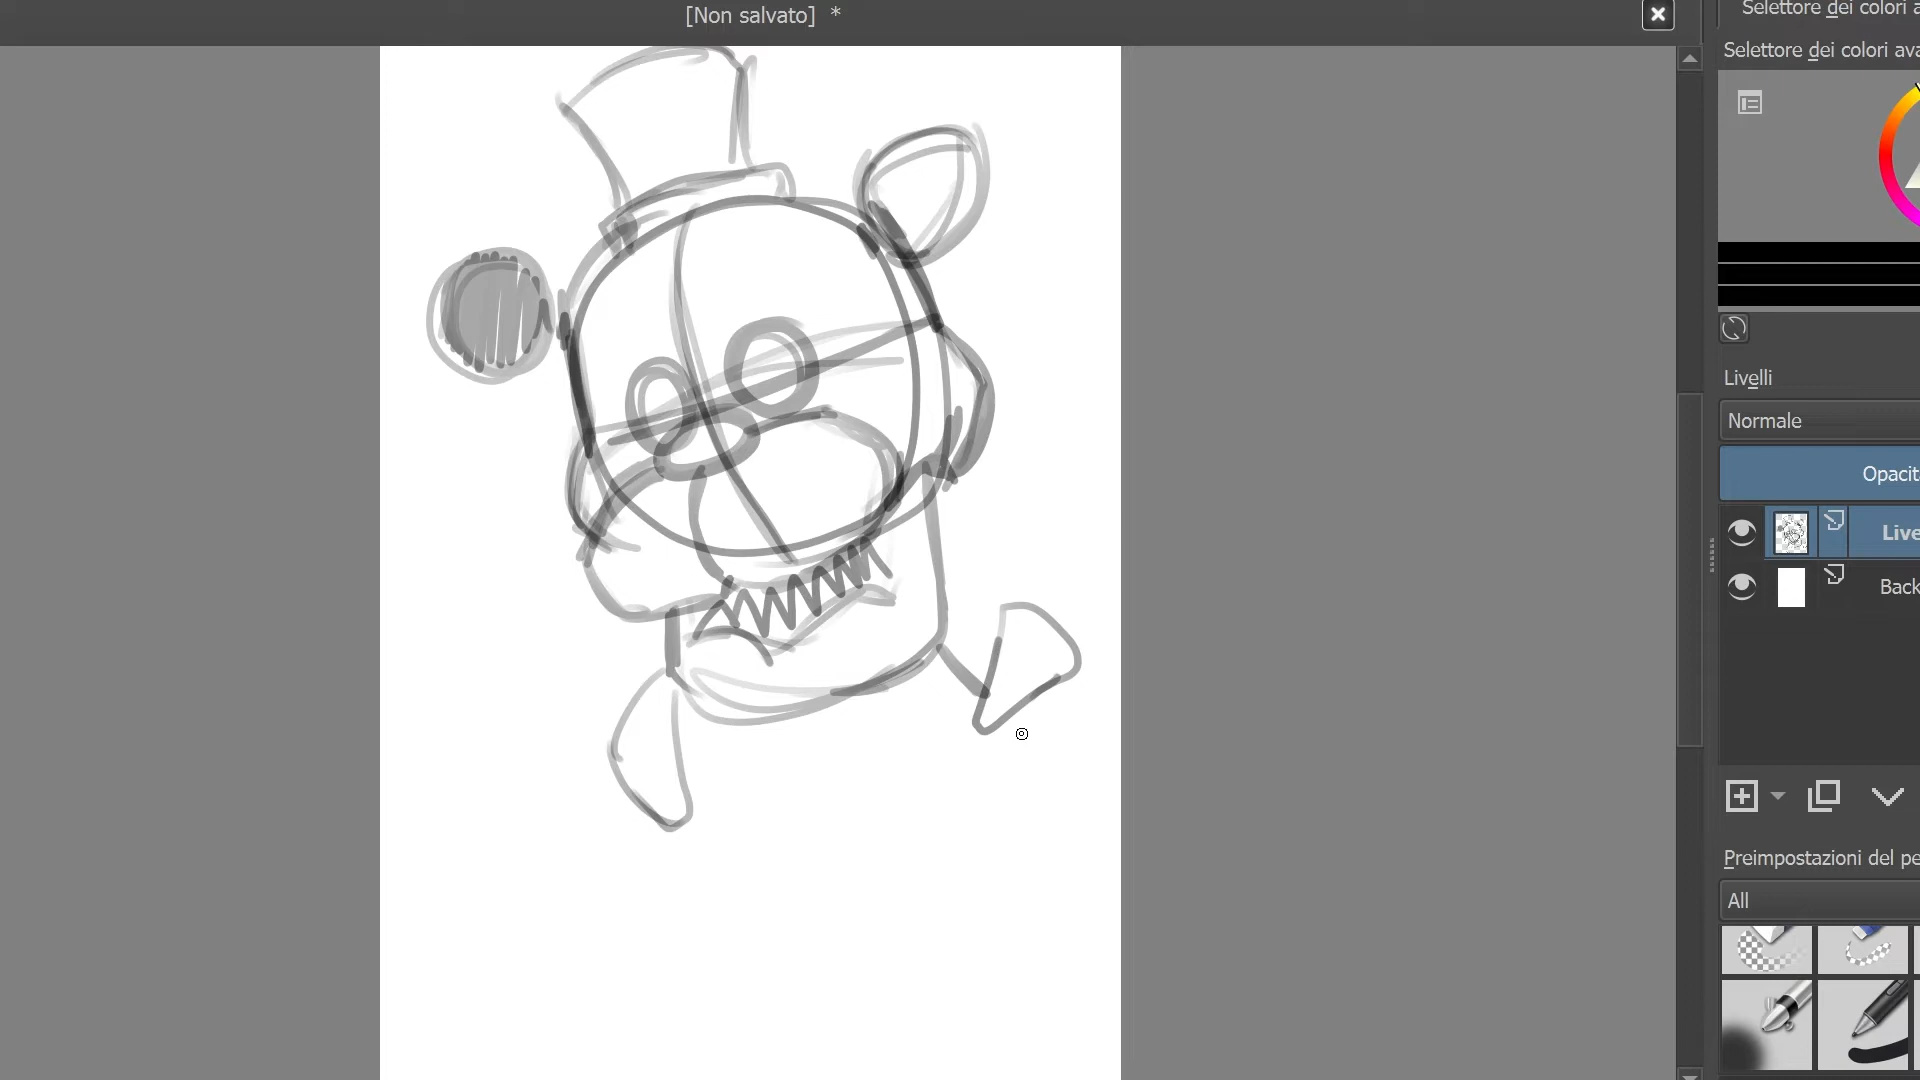 [Non salvato] *
Selettore dei colori a
Selettore dei colori ava
Livelli
Normale
Opacit
Live
Back
Preimpostazioni del pe
All